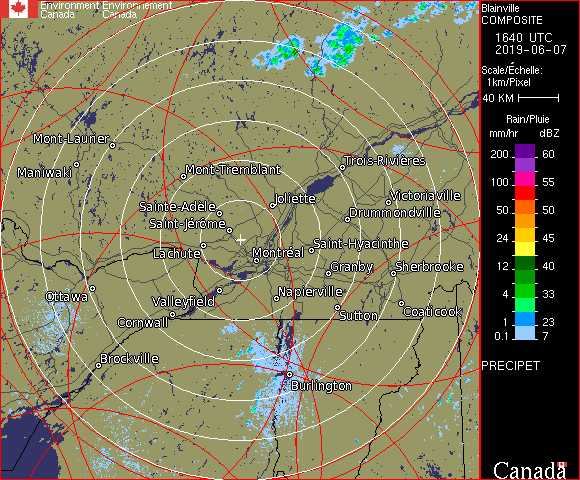 Environment Environnement
Canada Canada
Blainville
COMPOSITE
1640 UTC
2019-06-07
Scale/Échelle:
1km/Pixel
40 KM
Rain/Pluie
mm/hr dBZ
200 60
100 55
50 50
24 45
12 40
4 33
1 23
0.1 7
PRECIPET
Canada
Mont-Laurier
Maniwaki
Mont-Tremblant
Trois-Rivières
Sainte-Adèle
Joliette
Victoriaville
Saint-Jérôme
Drummondville
Lachute
Montréal
Saint-Hyacinthe
Granby
Sherbrooke
Ottawa
Valleyfield
Napierville
Cornwall
Sutton
Coaticook
Brockville
Burlington